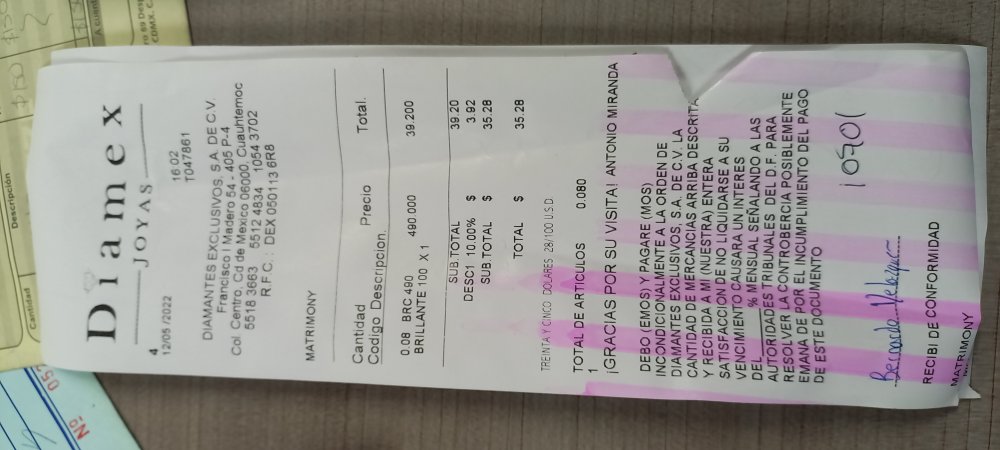 Diamex
JOYAS
4
12/05 /2022
16.02
T047861
DIAMANTES EXCLUSIVOS, S.A. DE C.V.
Francisco I Madero 54 - 405 P-4
Col Centro. Cd de Mexico 06000, Cuauhtemoc
5518 3663 5512 4834 1054 3702
R.F.C. : DEX 050113 6R8
MATRIMONY
Cantidad Precio Total.
Codigo Descripcion.
0.08 BRC 490 490 000 39.200
BRILLANTE 100 X 1
SUB.TOTAL 39.20
DESC1 10.00% $ 3.92
SUB.TOTAL $ 35.28
TOTAL $ 35.28
TREINTA Y CINCO DOLARES 28/100 U.S.D.
TOTAL DE ARTICULOS 0.080
1
¡GRACIAS POR SU VISITA! ANTONIO MIRANDA
DEBO (EMOS) Y PAGARE (MOS)
INCONDICIONALMENTE A LA ORDEN DE
DIAMANTES EXCLUSIVOS, S.A. DE C.V. LA
CANTIDAD DE MERCANCIAS ARRIBA DESCRITA
Y RECIBIDA A MI (NUESTRA) ENTERA
SATISFACCION DE NO LIQUIDARSE A SU
VENCIMIENTO CAUSARA UN INTERES
DEL % MENSUAL SEÑALANDO A LAS
AUTORIDADES TRIBUNALES DEL D.F. PARA
RESOLVER LA CONTROBERCIA POSIBLEMENTE
EMANA DE POR EL INCUMPLIMIENTO DEL PAGO
DE ESTE DOCUMENTO
10701
RECIBI DE CONFORMIDAD
MATRIMONY
Cantidad
Descripción
$150
Nº